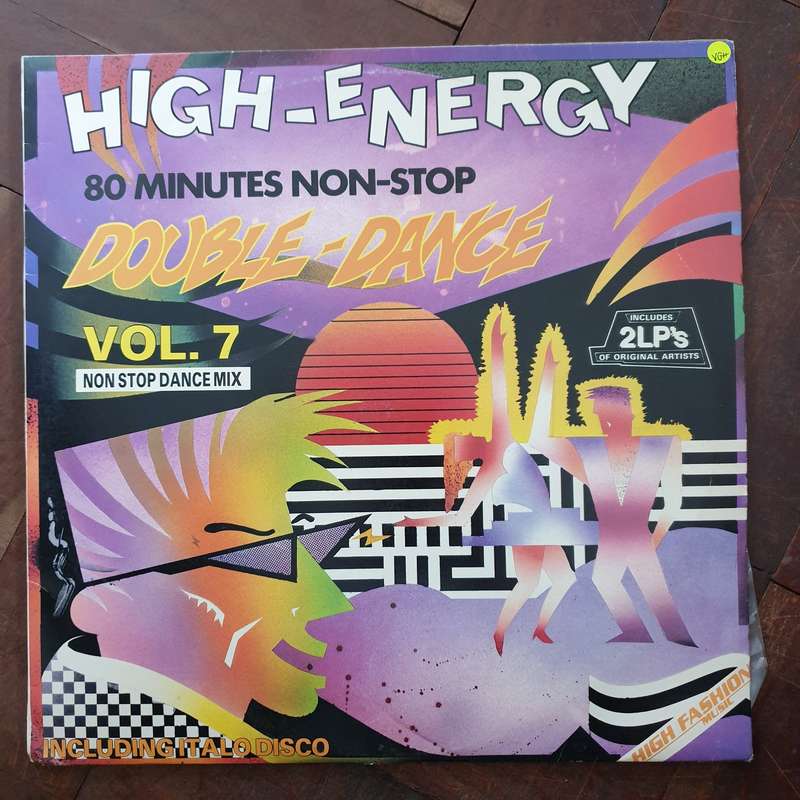 VG+
HIGH-ENERGY
80 MINUTES NON-STOP
DOUBLE-DANCE
VOL. 7
NON STOP DANCE MIX
INCLUDES
2LP's
OF ORIGINAL ARTISTS
HIGH FASHION
MUSIC
INCLUDING ITALO DISCO